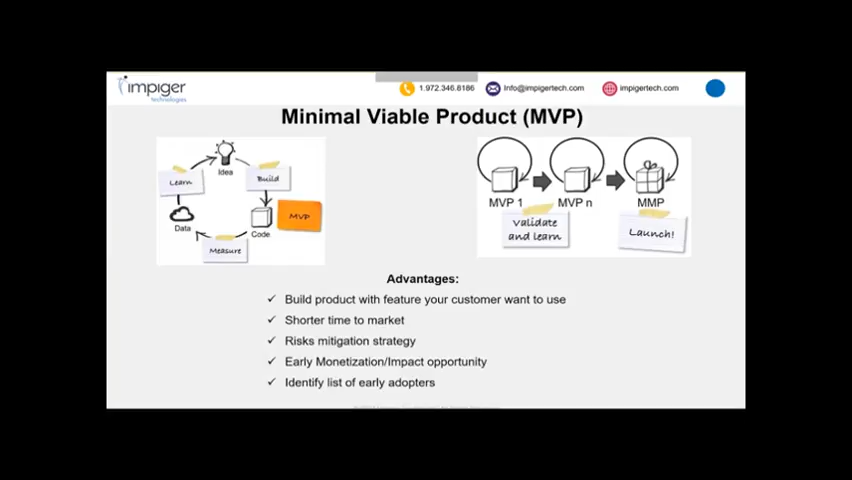 impiger
technologies
1.972.346.8186
Info@impigertech.com
impigertech.com
Minimal Viable Product (MVP)
Idea
Learn
Build
MVP
Data
Code
Measure
MVP 1
MVP n
MMP
Validate
and learn
Launch!
Advantages:
✓ Build product with feature your customer want to use
✓ Shorter time to market
✓ Risks mitigation strategy
✓ Early Monetization/Impact opportunity
✓ Identify list of early adopters